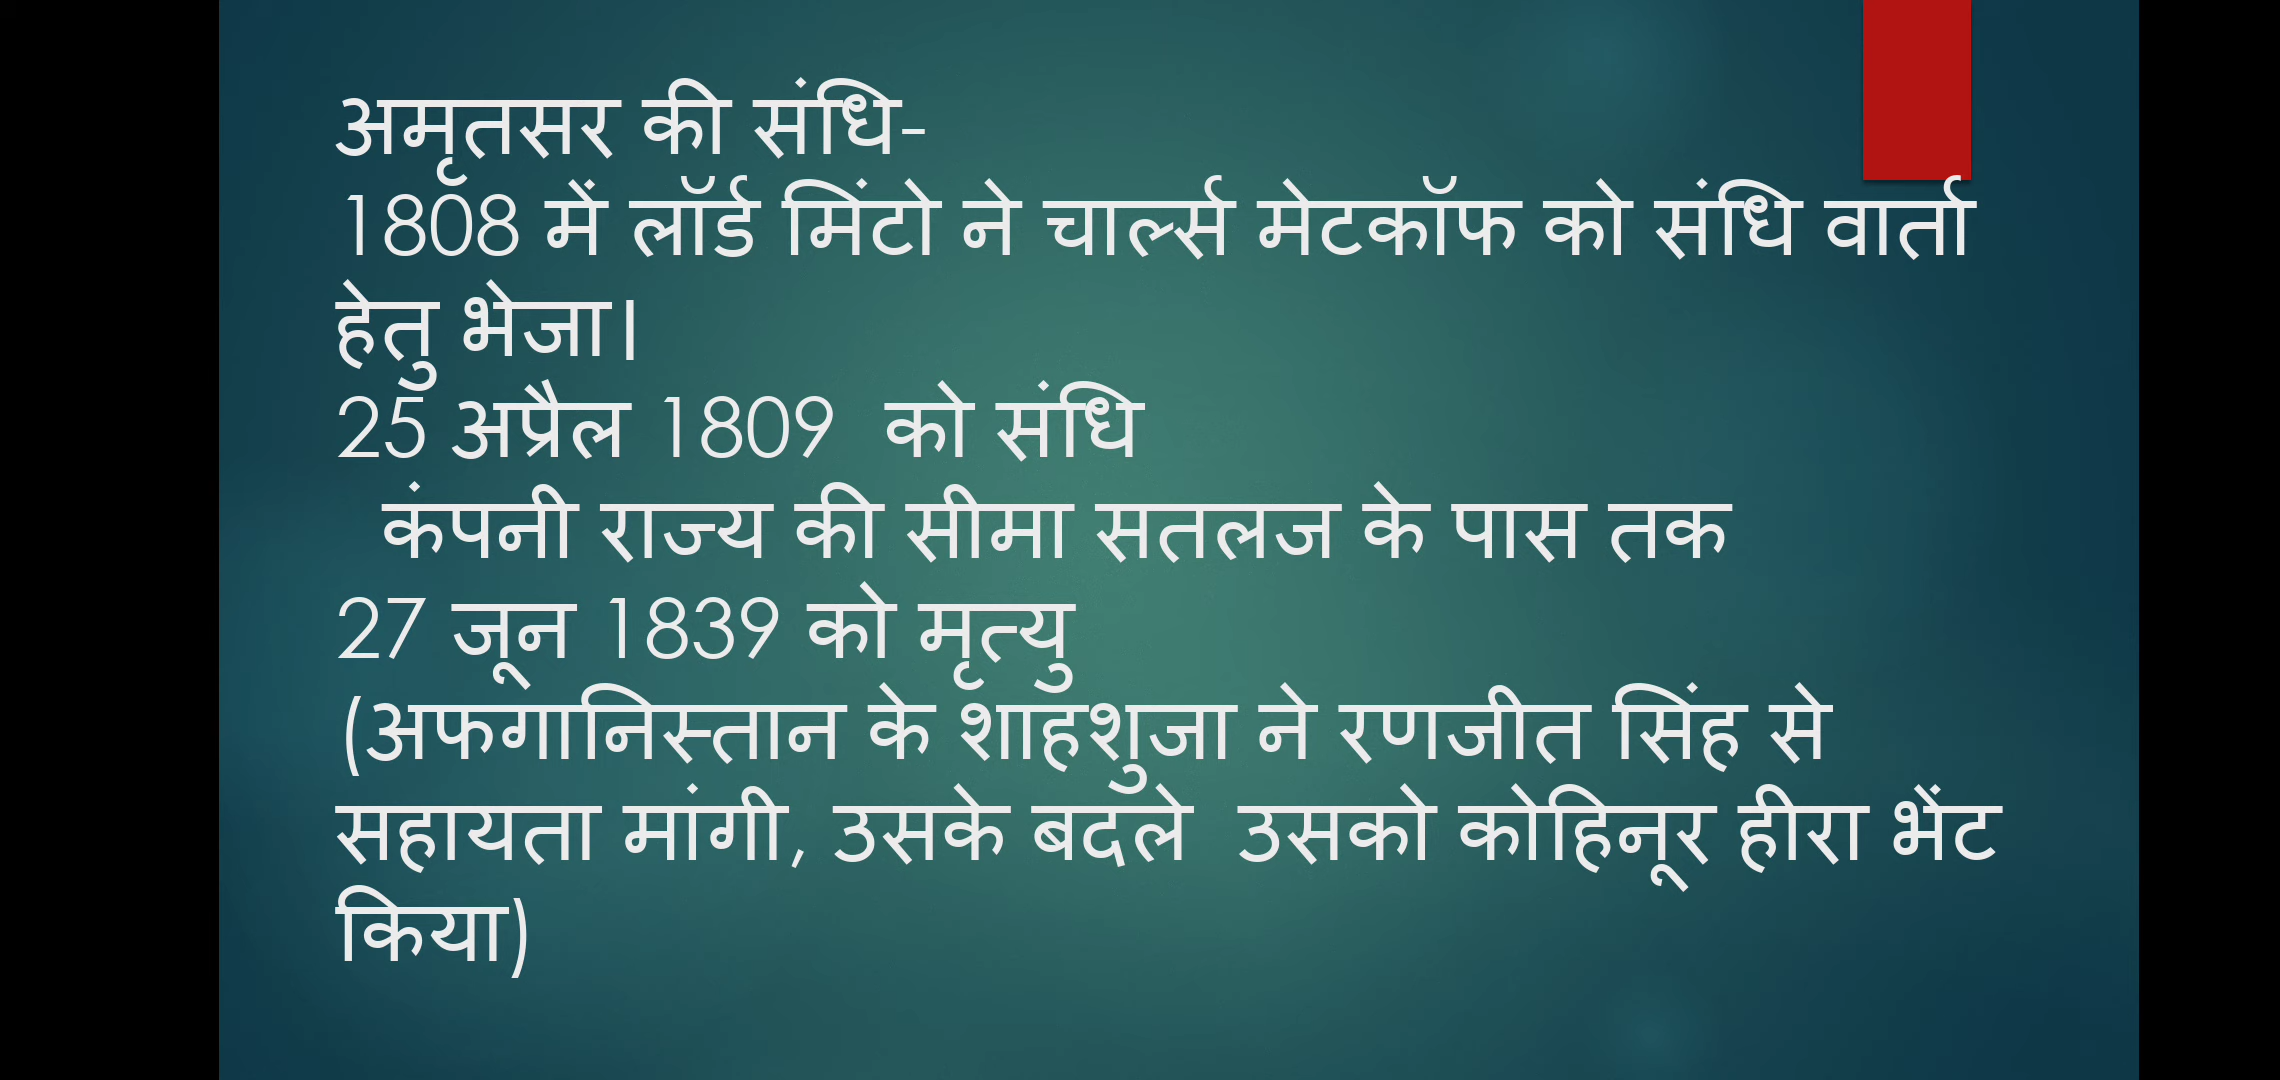 अमृतसर की संधि-
1808 में लॉर्ड मिंटो ने चार्ल्स मेटकॉफ को संधि वार्ता
हेतु भेजा।
25 अप्रैल 1809 को संधि
कंपनी राज्य की सीमा सतलज के पास तक
27 जून 1839 को मृत्यु
(अफगानिस्तान के शाहशुजा ने रणजीत सिंह से
सहायता मांगी, उसके बदले उसको कोहिनूर हीरा भैंट
किया)